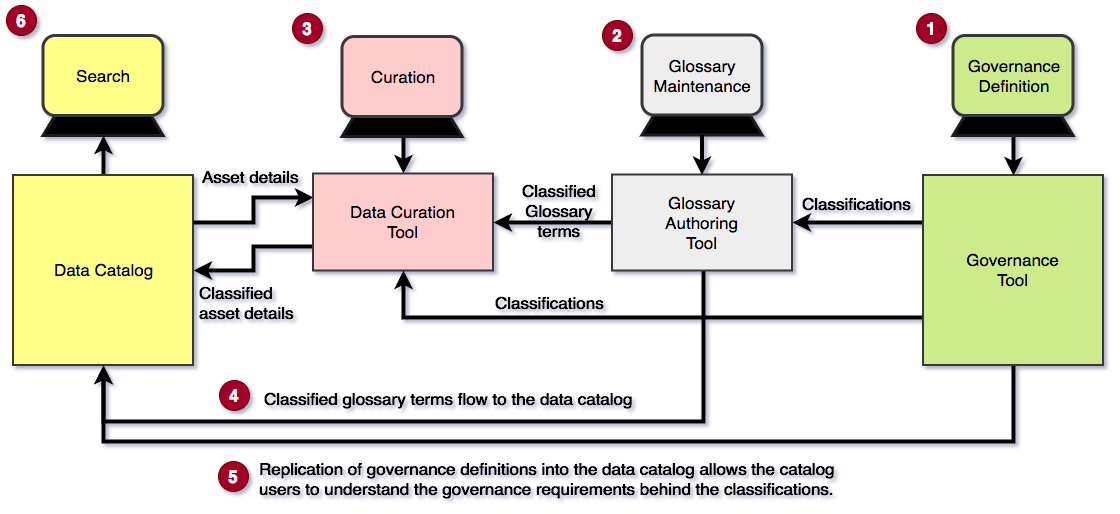 6
Search
3
Curation
2
Glossary
Maintenance
1
Governance
Definition
Asset details
Data Curation
Tool
Classified
Glossary
terms
Glossary
Authoring
Tool
Classifications
Governance
Tool
Data Catalog
Classified
asset details
Classifications
4 Classified glossary terms flow to the data catalog
5 Replication of governance definitions into the data catalog allows the catalog
users to understand the governance requirements behind the classifications.